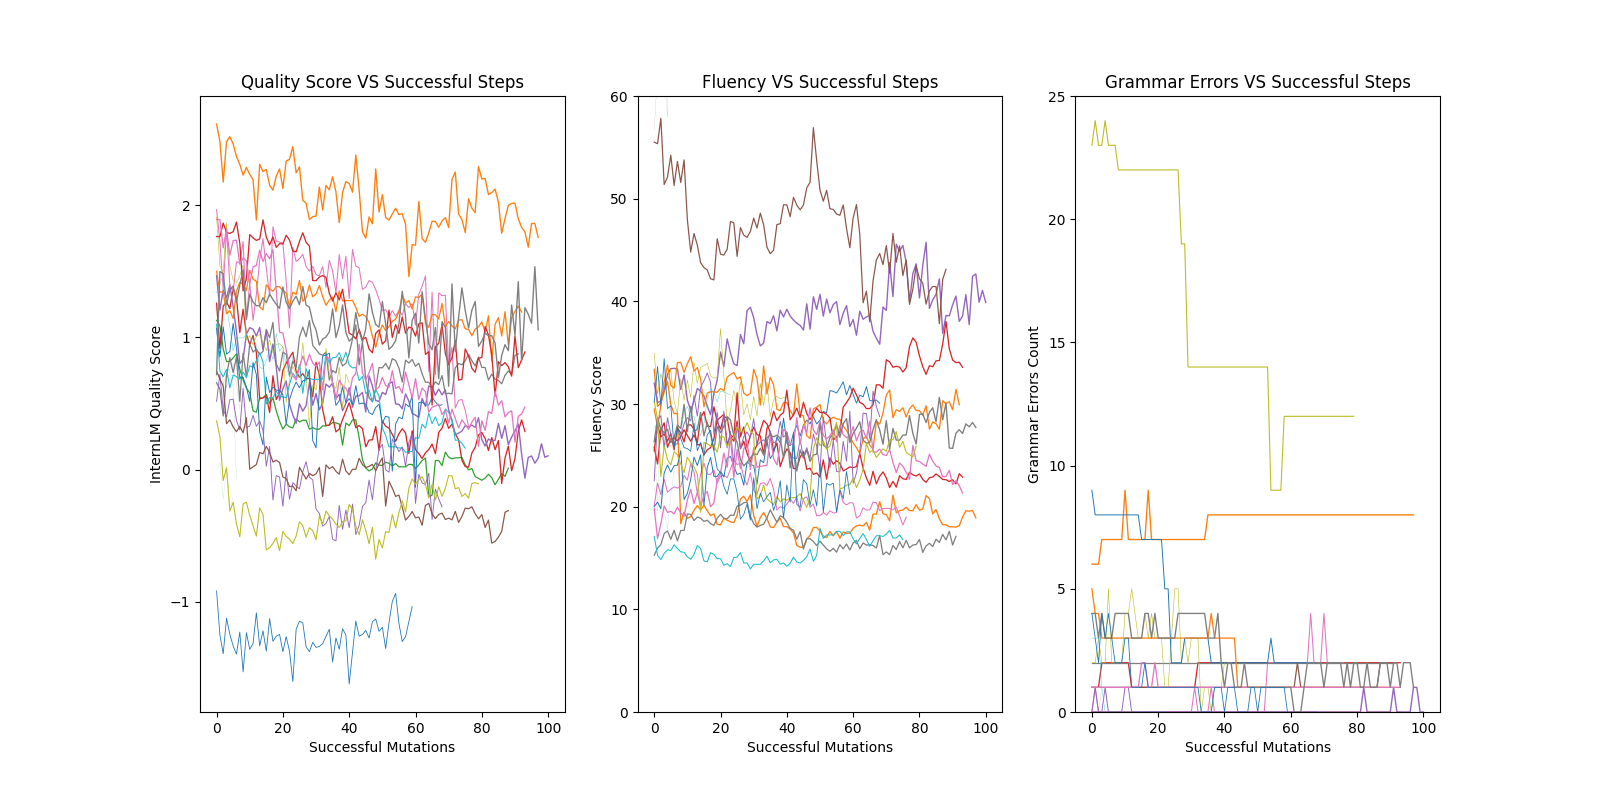 Quality Score VS Successful Steps
InternLM Quality Score
2
1
0
−1
0 20 40 60 80 100
Successful Mutations
Fluency VS Successful Steps
Fluency Score
60
50
40
30
20
10
0
0 20 40 60 80 100
Successful Mutations
Grammar Errors VS Successful Steps
Grammar Errors Count
25
20
15
10
5
0
0 20 40 60 80 100
Successful Mutations